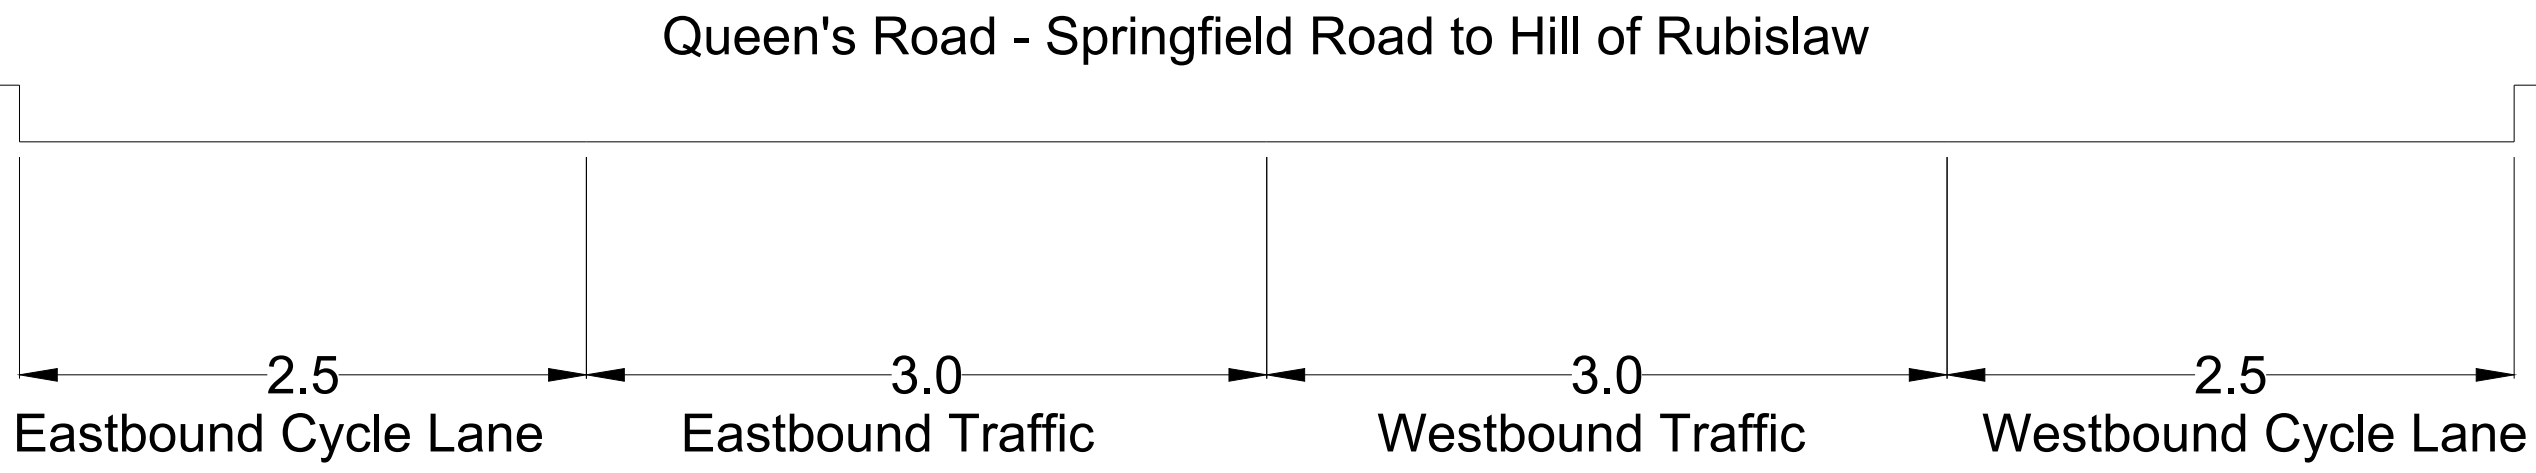 Queen's Road - Springfield Road to Hill of Rubislaw
2.5 3.0 3.0 2.5
Eastbound Cycle Lane Eastbound Traffic Westbound Traffic Westbound Cycle Lane